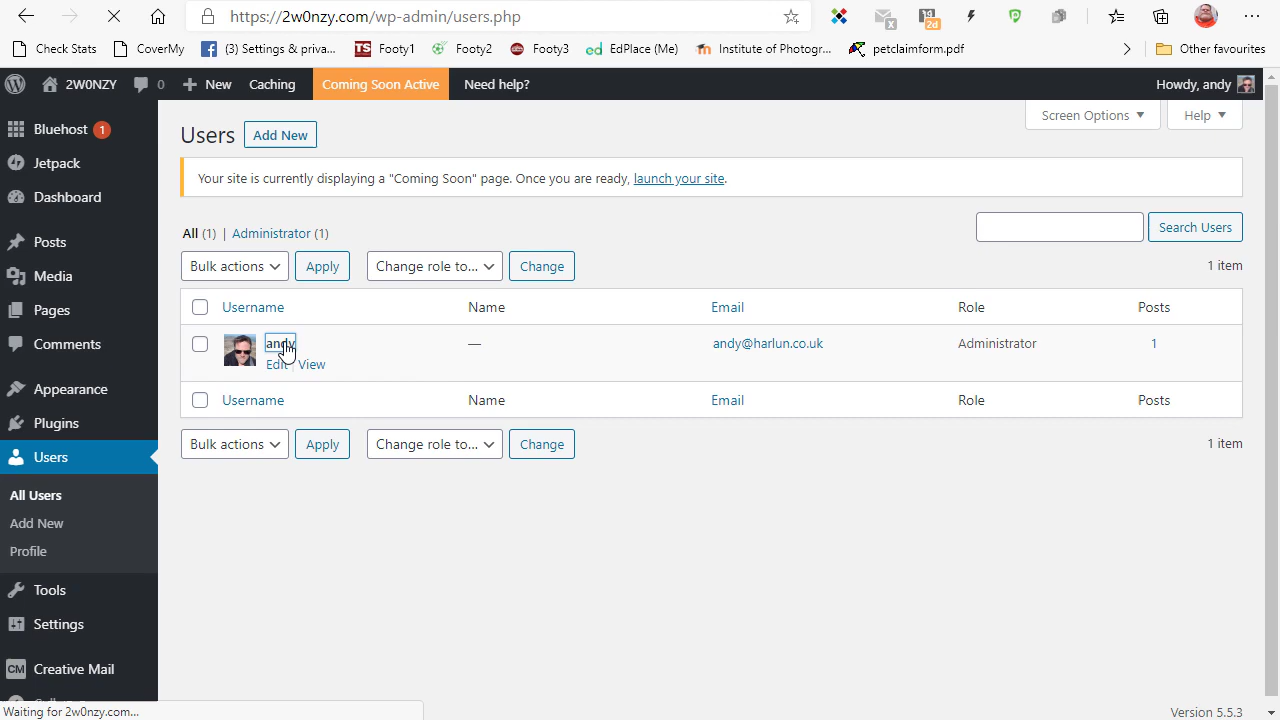 https://2w0nzy.com/wp-admin/users.php
x
14
2d
Check Stats
CoverMy
(3) Settings & priva...
TS
Footy1
Footy2
Footy3
ed
EdPlace (Me)
Institute of Photogr...
petclaimform.pdf
Other favourites
2W0NZY
0
New
Caching
Coming Soon Active
Need help?
Howdy, andy
Bluehost 1
Jetpack
Dashboard
Posts
Media
Pages
Comments
Appearance
Plugins
Users
All Users
Add New
Profile
Tools
Settings
CM Creative Mail
Users
Add New
Screen Options
Help
Your site is currently displaying a "Coming Soon" page. Once you are ready, launch your site.
All (1) | Administrator (1)
Search Users
Bulk actions
Apply
Change role to...
Change
1 item
Username
Name
Email
Role
Posts
andy
—
andy@harlun.co.uk
Administrator
1
Edit | View
Username
Name
Email
Role
Posts
Bulk actions
Apply
Change role to...
Change
1 item
Waiting for 2w0nzy.com...
Version 5.5.3